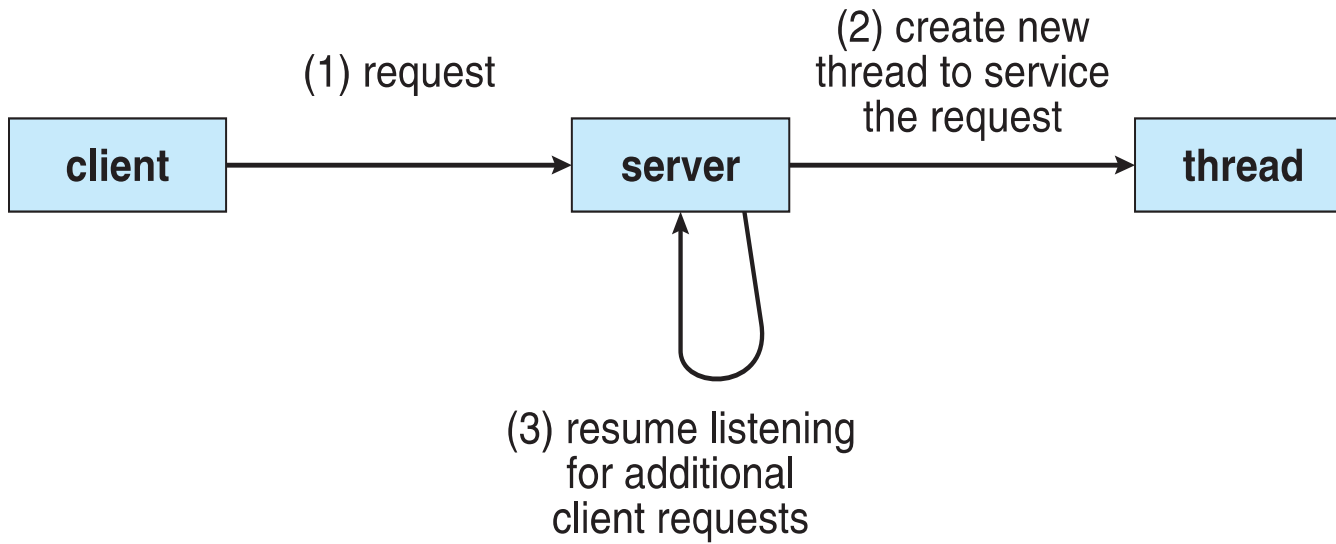 (1) request
(2) create new
thread to service
the request
client
server
thread
(3) resume listening
for additional
client requests